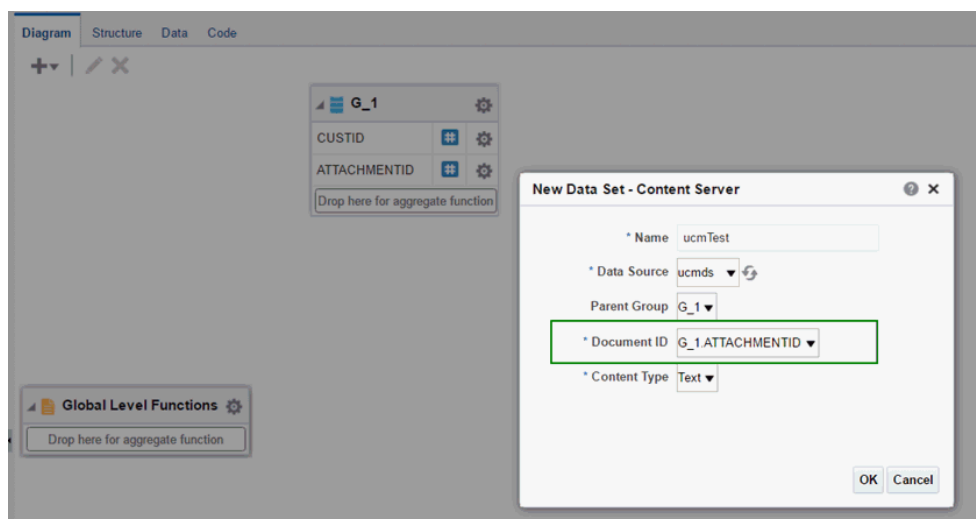 Diagram Structure Data Code
G_1
CUSTID
ATTACHMENTID
Drop here for aggregate function
New Data Set - Content Server
* Name ucmTest
* Data Source ucmds
Parent Group G_1
* Document ID G_1.ATTACHMENTID
* Content Type Text
OK Cancel
Global Level Functions
Drop here for aggregate function